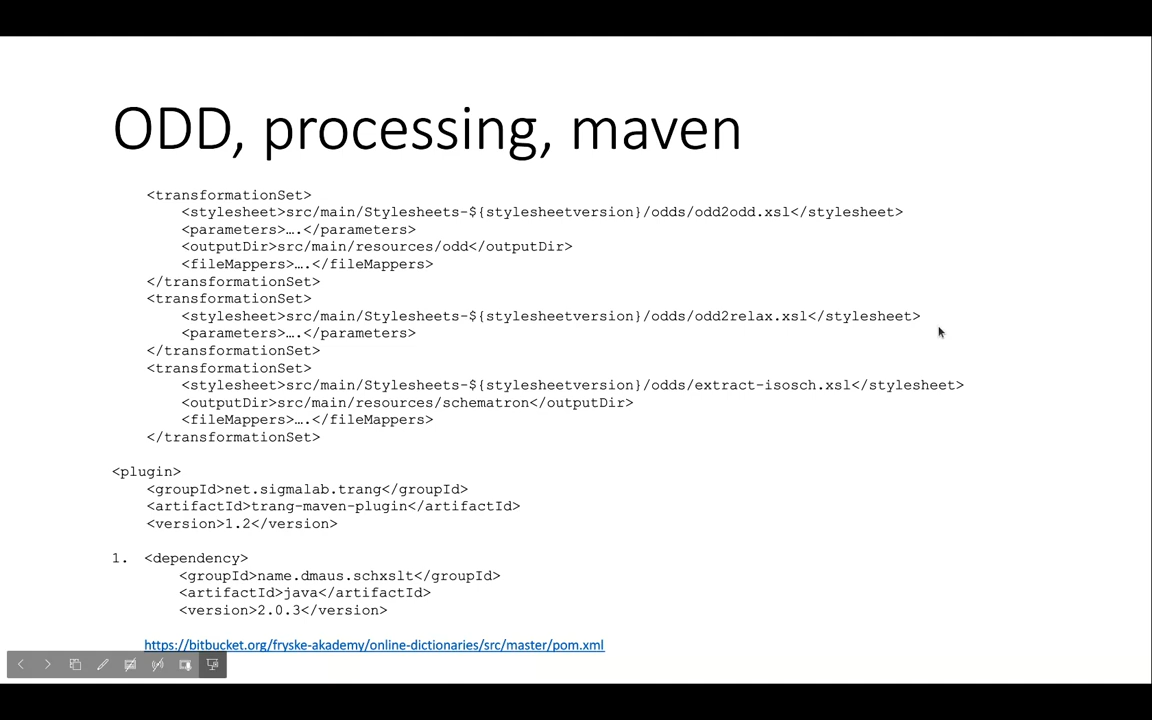 ODD, processing, maven
<transformationSet>
<stylesheet>src/main/Stylesheets-${stylesheetversion}/odds/odd2odd.xsl</stylesheet>
<parameters>….</parameters>
<outputDir>src/main/resources/odd</outputDir>
<fileMappers>….</fileMappers>
</transformationSet>
<transformationSet>
<stylesheet>src/main/Stylesheets-${stylesheetversion}/odds/odd2relax.xsl</stylesheet>
<parameters>….</parameters>
</transformationSet>
<transformationSet>
<stylesheet>src/main/Stylesheets-${stylesheetversion}/odds/extract-isosch.xsl</stylesheet>
<outputDir>src/main/resources/schematron</outputDir>
<fileMappers>….</fileMappers>
</transformationSet>
<plugin>
<groupId>net.sigmalab.trang</groupId>
<artifactId>trang-maven-plugin</artifactId>
<version>1.2</version>
1. <dependency>
<groupId>name.dmaus.schxslt</groupId>
<artifactId>java</artifactId>
<version>2.0.3</version>
https://bitbucket.org/fryske-akademy/online-dictionaries/src/master/pom.xml